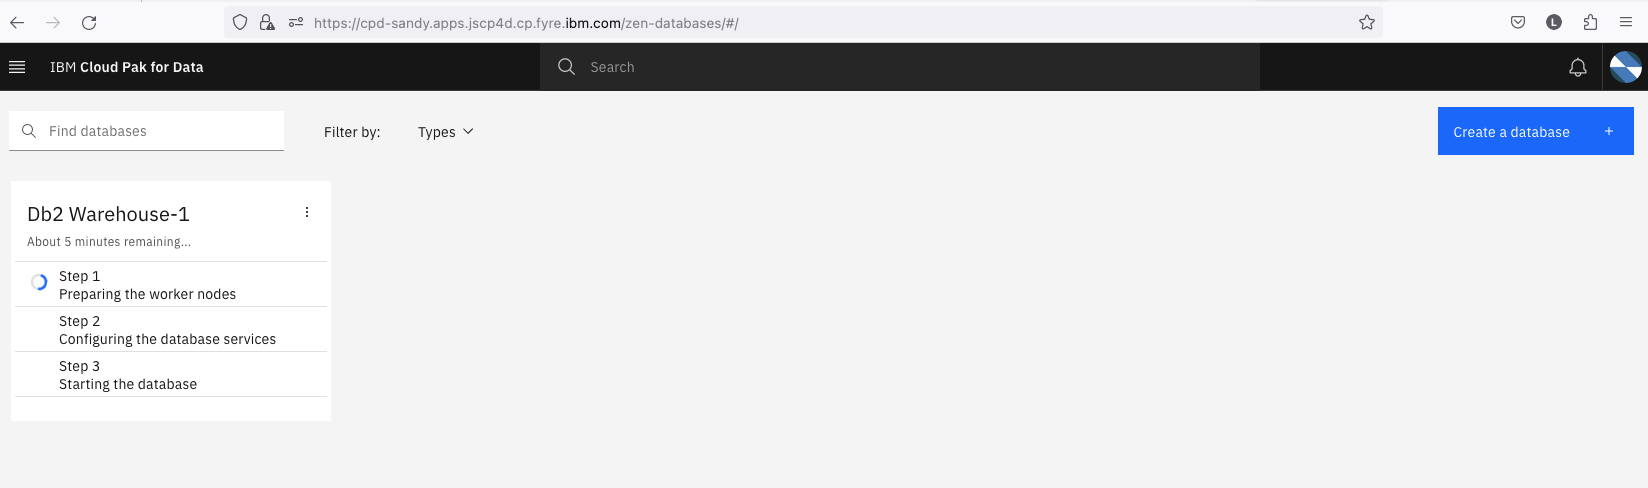 https://cpd-sandy.apps.jscp4d.cp.fyre.ibm.com/zen-databases/#/
L
IBM Cloud Pak for Data
Search
Find databases
Filter by:
Types
Create a database +
Db2 Warehouse-1
About 5 minutes remaining...
Step 1
Preparing the worker nodes
Step 2
Configuring the database services
Step 3
Starting the database